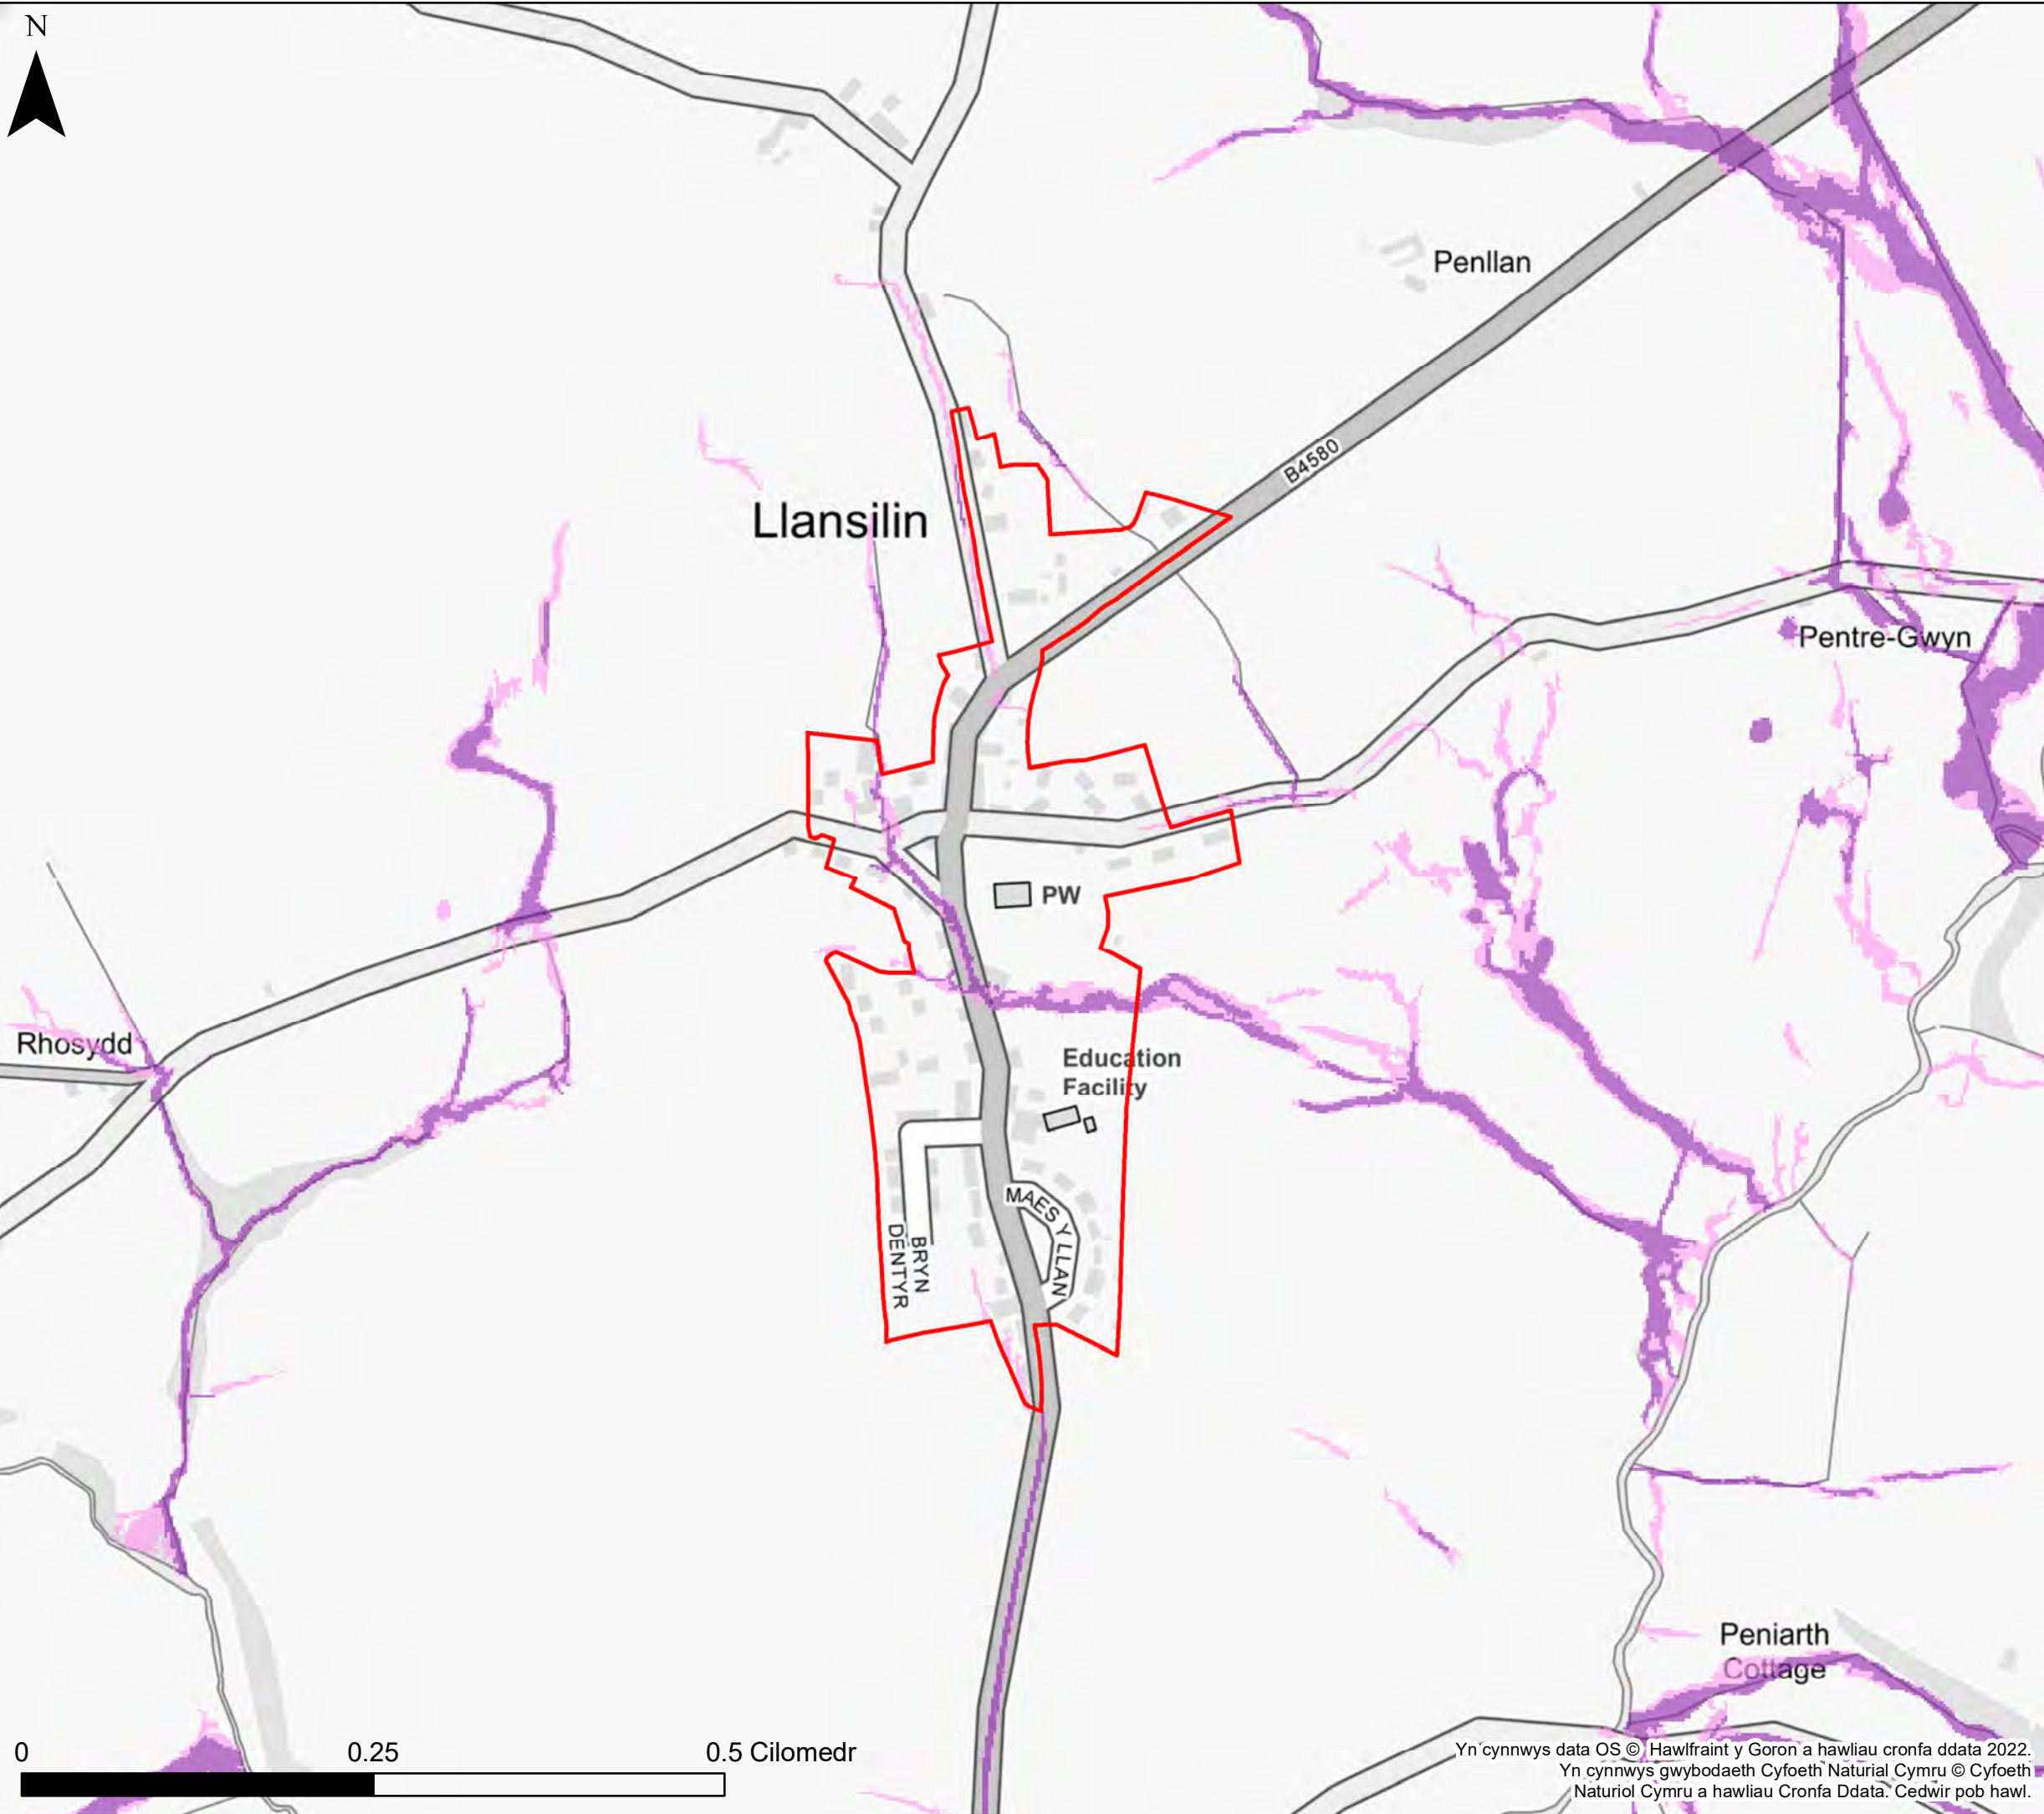 N
Penllan
B4580
Llansilin
Pentre-Gwyn
PW
Rhosydd
Education
Facility
MAES Y LLAN
BRYN
DENTYR
Peniarth
Cottage
0 0.25 0.5 Cilomedr
Yn cynnwys data OS © Hawlfraint y Goron a hawliau cronfa ddata 2022.
Yn cynnwys gwybodaeth Cyfoeth Naturial Cymru © Cyfoeth
Naturiol Cymru a hawliau Cronfa Ddata. Cedwir pob hawl.